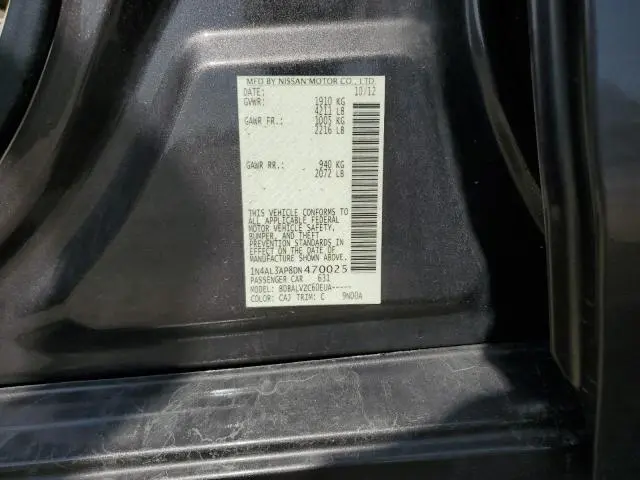 MFD BY NISSAN MOTOR CO., LTD.
DATE: 10/12
GVWR: 1910 KG
4211 LB
GAWR FR.: 1005 KG
2216 LB
GAWR RR.: 940 KG
2072 LB
THIS VEHICLE CONFORMS TO
ALL APPLICABLE FEDERAL
MOTOR VEHICLE SAFETY,
BUMPER, AND THEFT
PREVENTION STANDARDS IN
EFFECT ON THE DATE OF
MANUFACTURE SHOWN ABOVE.
1N4AL3AP8DN470025
PASSENGER CAR 631
MODEL: BDBALVZC60EUA-----
COLOR: CAJ TRIM: C 9N00A